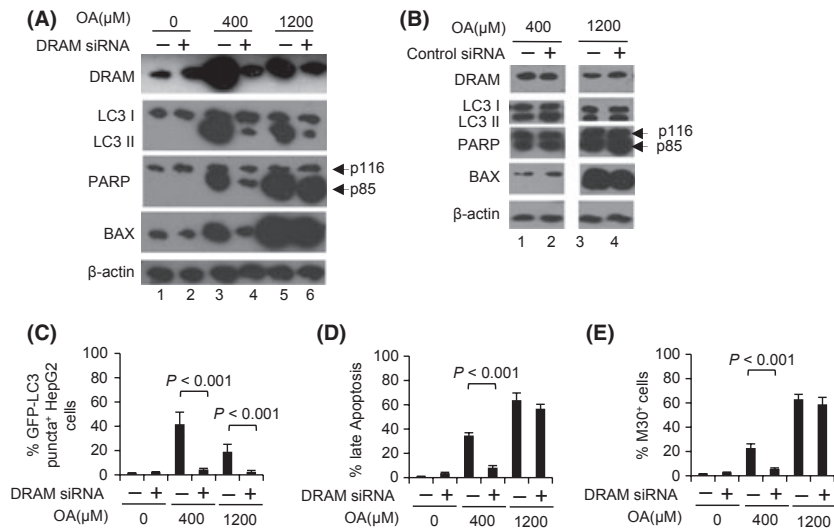 (A)
OA(µM) 0 400 1200
DRAM siRNA — + — + — +
DRAM
LC3 I
LC3 II
PARP
p116
p85
BAX
β-actin
1 2 3 4 5 6
(B)
OA(µM) 400 1200
Control siRNA — + — +
DRAM
LC3 I
LC3 II
PARP
p116
p85
BAX
β-actin
1 2 3 4
(C)
% GFP-LC3
puncta⁺ HepG2
cells
100
80
60
40
20
0
P < 0.001
P < 0.001
DRAM siRNA — + — + — +
OA(µM) 0 400 1200
(D)
% late Apoptosis
100
80
60
40
20
0
P < 0.001
DRAM siRNA — + — + — +
OA(µM) 0 400 1200
(E)
% M30⁺ cells
100
80
60
40
20
0
P < 0.001
DRAM siRNA — + — + — +
OA(µM) 0 400 1200